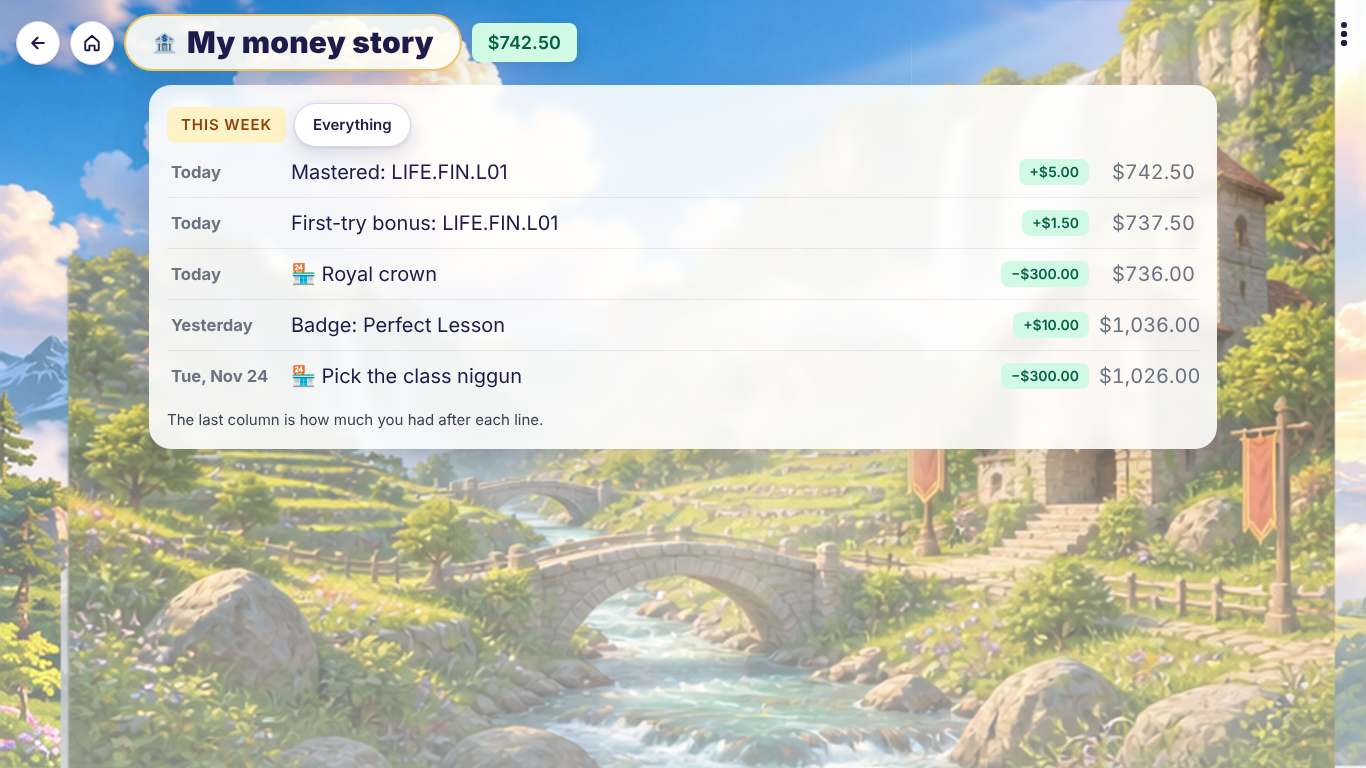 My money story
$742.50
THIS WEEK
Everything
Today Mastered: LIFE.FIN.L01 +$5.00 $742.50
Today First-try bonus: LIFE.FIN.L01 +$1.50 $737.50
Today 24 Royal crown −$300.00 $736.00
Yesterday Badge: Perfect Lesson +$10.00 $1,036.00
Tue, Nov 24 24 Pick the class niggun −$300.00 $1,026.00
The last column is how much you had after each line.